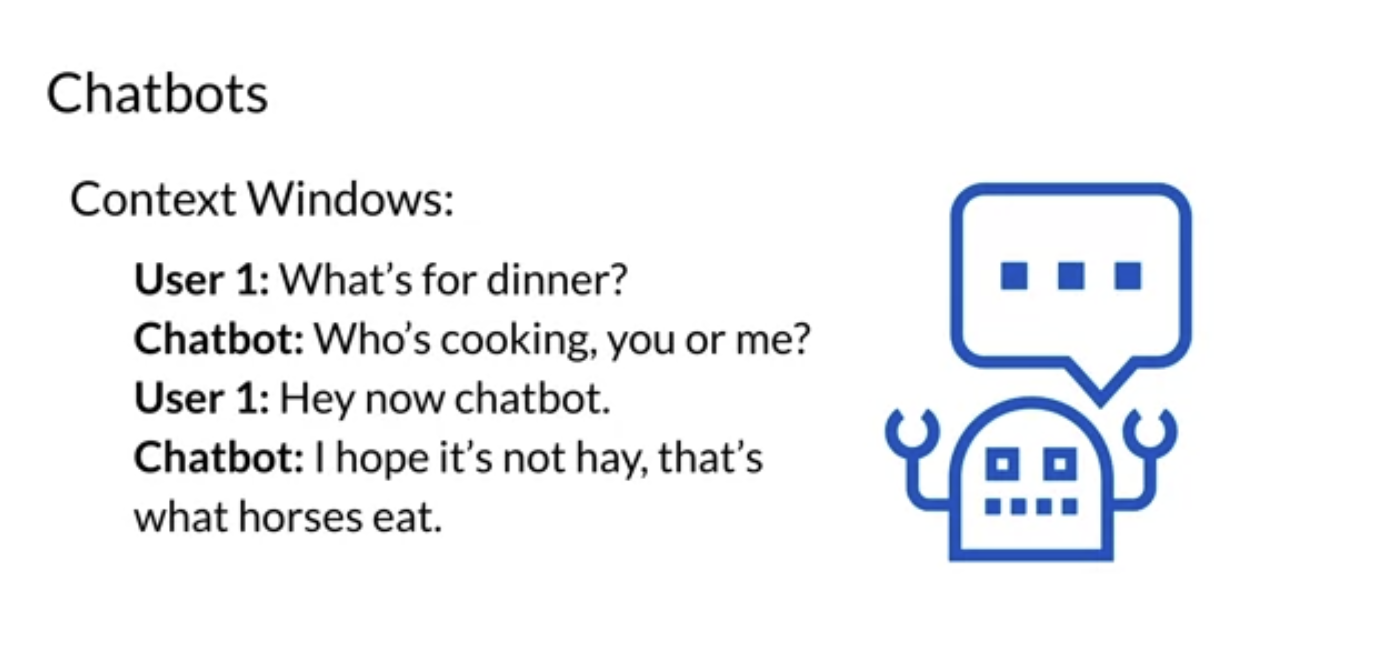 Chatbots
Context Windows:
User 1: What’s for dinner?
Chatbot: Who’s cooking, you or me?
User 1: Hey now chatbot.
Chatbot: I hope it’s not hay, that’s
what horses eat.